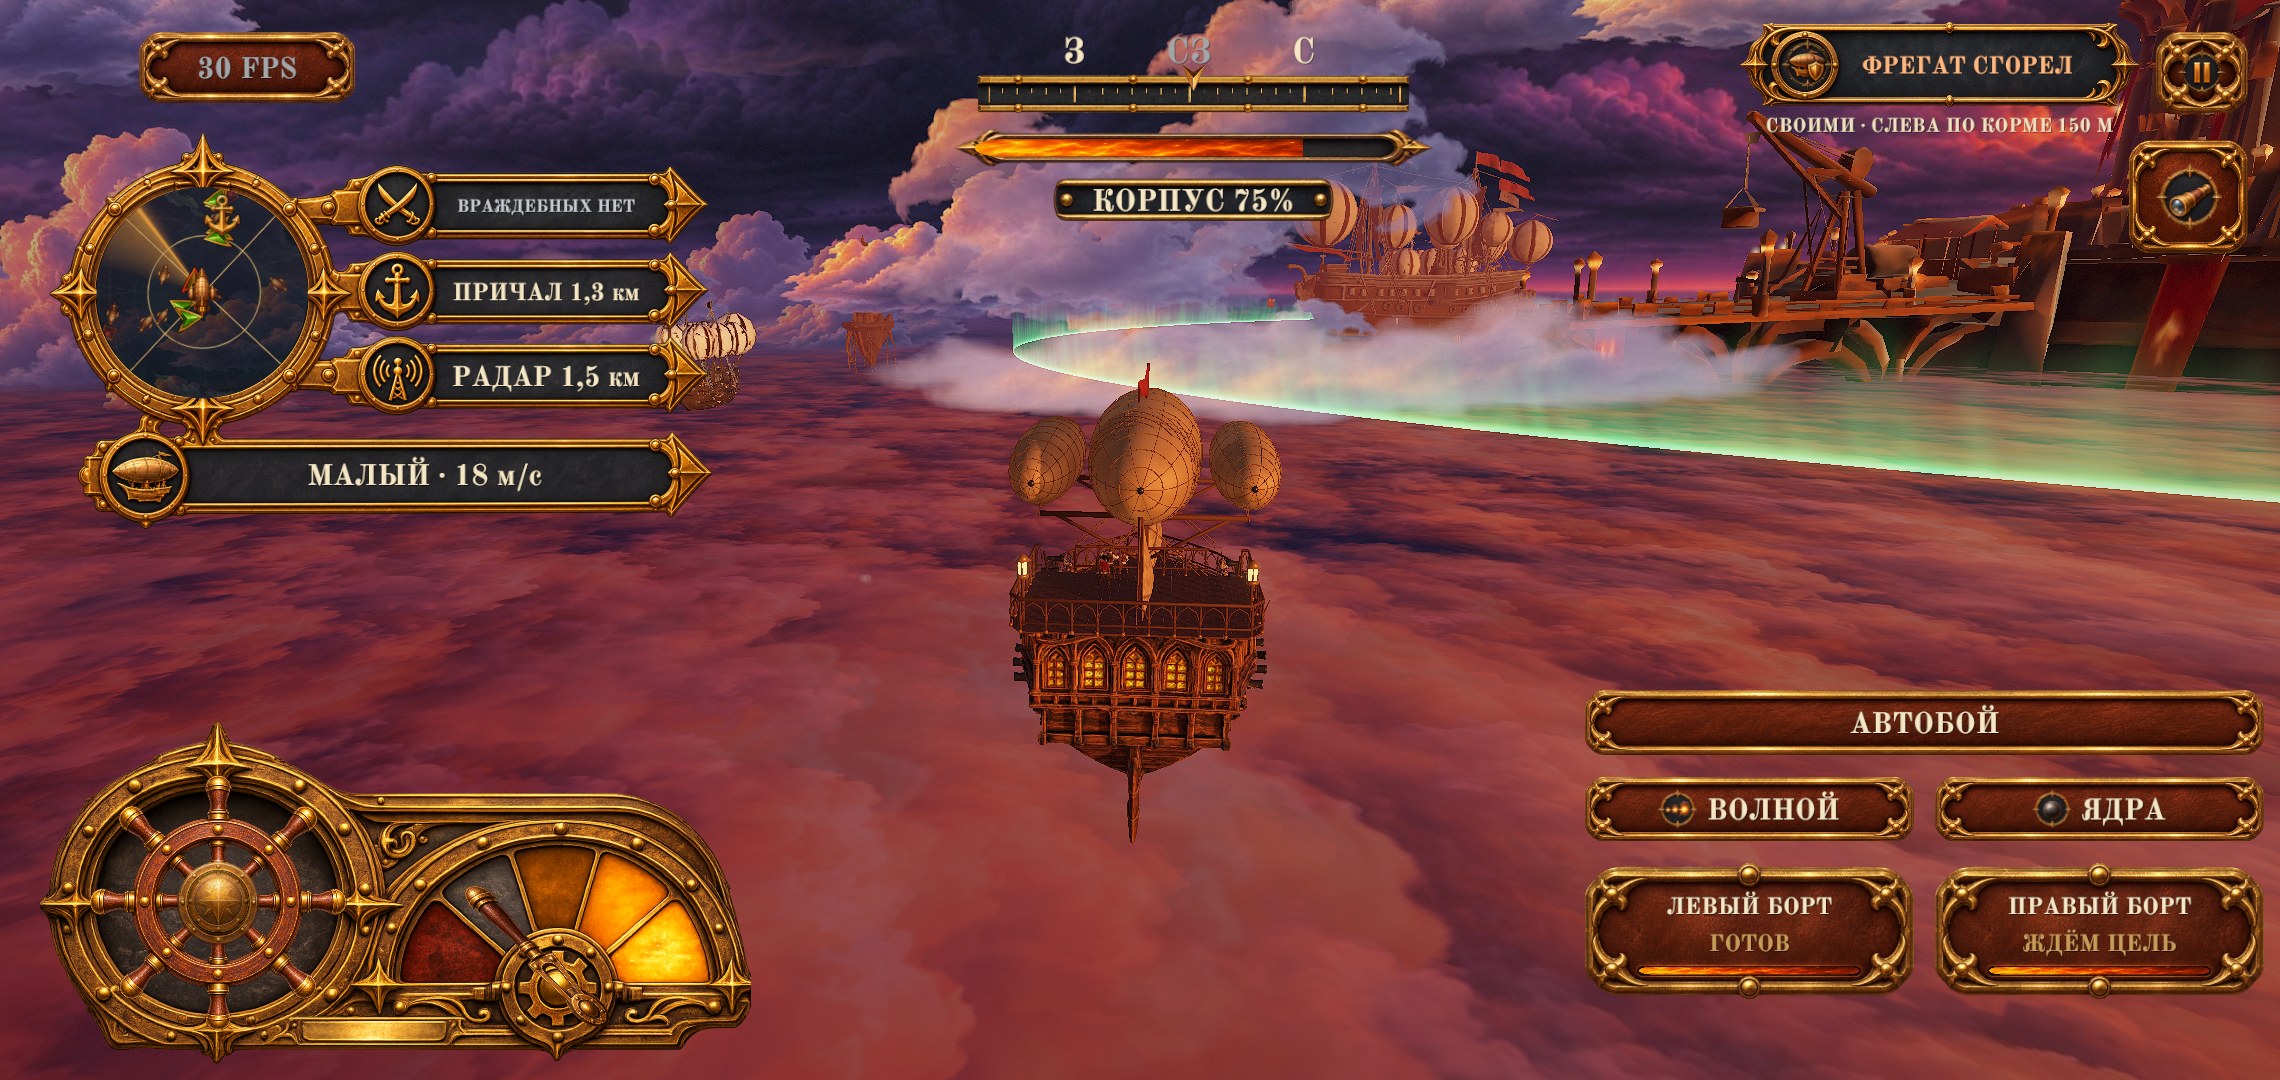 30 FPS
З СЗ С
КОРПУС 75%
ФРЕГАТ СГОРЕЛ
СВОИМИ · СЛЕВА ПО КОРМЕ 150 М
ВРАЖДЕБНЫХ НЕТ
ПРИЧАЛ 1,3 км
РАДАР 1,5 км
МАЛЫЙ · 18 м/с
АВТОБОЙ
ВОЛНОЙ
ЯДРА
ЛЕВЫЙ БОРТ
ГОТОВ
ПРАВЫЙ БОРТ
ЖДЁМ ЦЕЛЬ